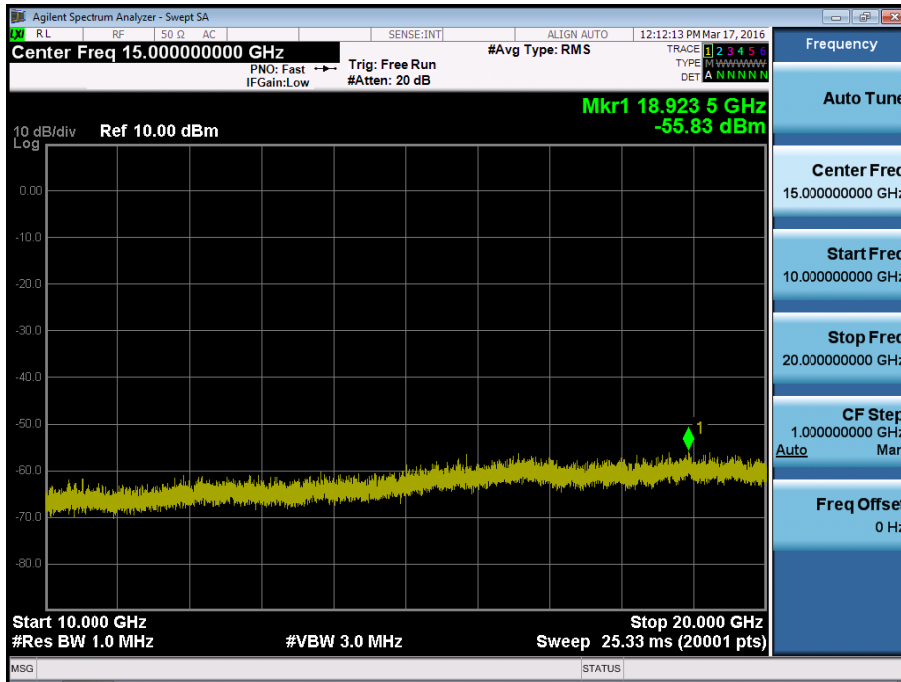 Agilent Spectrum Analyzer - Swept SA
LXI RL RF 50 Ω AC SENSE:INT ALIGN AUTO 12:12:13 PM Mar 17, 2016
Center Freq 15.000000000 GHz #Avg Type: RMS TRACE 1 2 3 4 5 6
PNO: Fast Trig: Free Run TYPE M W W W W W
IFGain:Low #Atten: 20 dB DET A N N N N N
Mkr1 18.923 5 GHz
-55.83 dBm
10 dB/div Ref 10.00 dBm
Log
0.00
-10.0
-20.0
-30.0
-40.0
-50.0
-60.0
-70.0
-80.0
1
Start 10.000 GHz Stop 20.000 GHz
#Res BW 1.0 MHz #VBW 3.0 MHz Sweep 25.33 ms (20001 pts)
MSG STATUS
Frequency
Auto Tune
Center Freq
15.000000000 GHz
Start Freq
10.000000000 GHz
Stop Freq
20.000000000 GHz
CF Step
1.000000000 GHz
Auto Man
Freq Offset
0 Hz